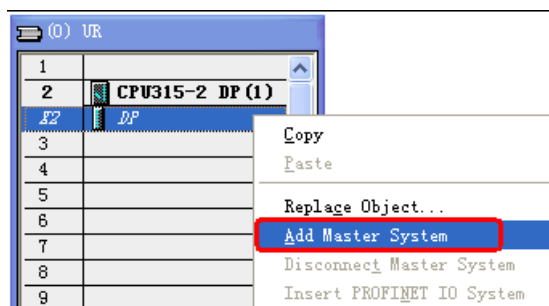 (0) UR
1
2 CPU315-2 DP(1)
X2 DP
3
4
5
6
7
8
9
Copy
Paste
Replace Object...
Add Master System
Disconnect Master System
Insert PROFINET IO System